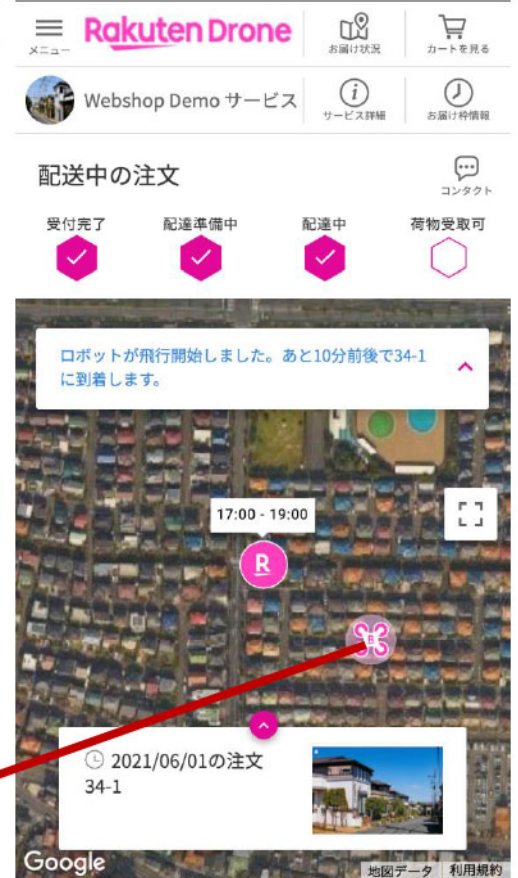 Rakuten Drone
メニュー
お届け状況
カートを見る
Webshop Demo サービス
サービス詳細
お届け枠情報
配送中の注文
コンタクト
受付完了
配達準備中
配達中
荷物受取可
ロボットが飛行開始しました。あと10分前後で34-1
に到着します。
17:00 - 19:00
R
R
2021/06/01の注文
34-1
Google
地図データ
利用規約